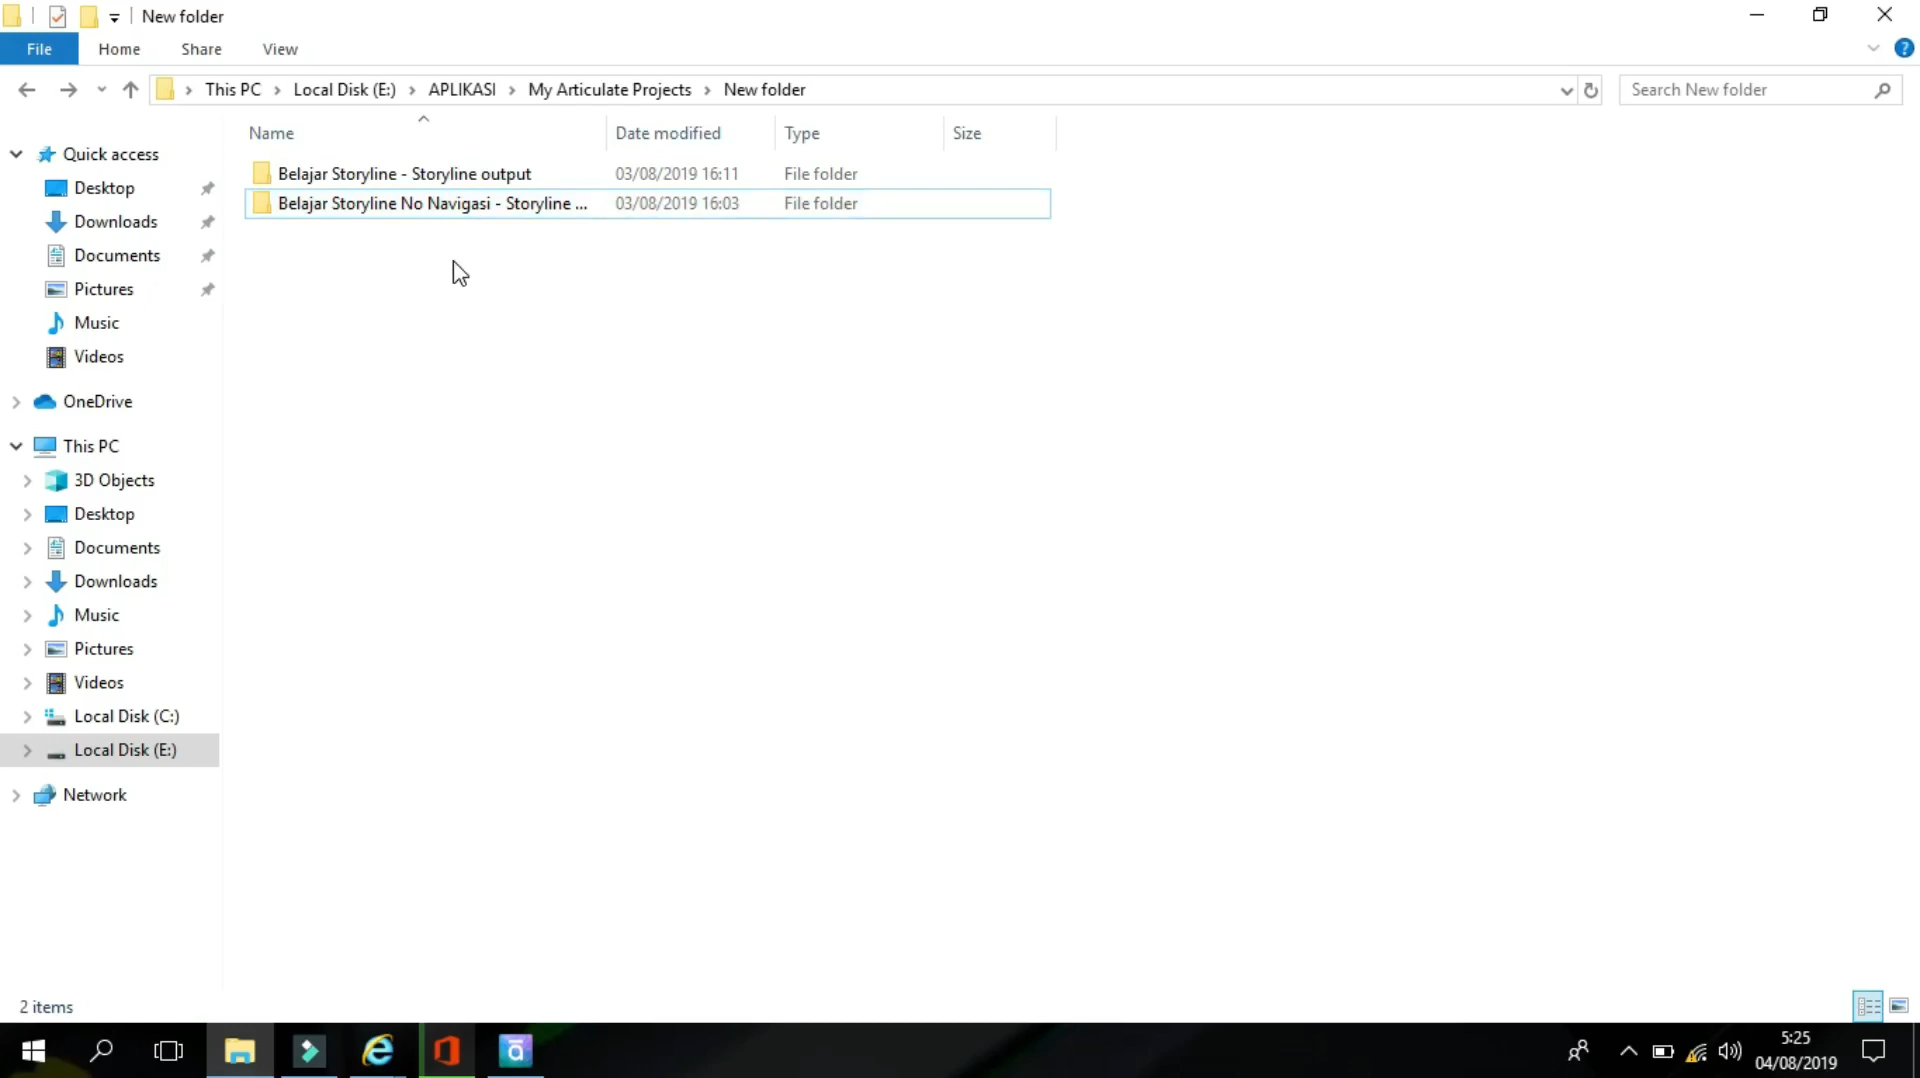 New folder
File Home Share View
This PC Local Disk (E:) APLIKASI My Articulate Projects New folder
Search New folder
Name Date modified Type Size
Belajar Storyline - Storyline output 03/08/2019 16:11 File folder
Belajar Storyline No Navigasi - Storyline ... 03/08/2019 16:03 File folder
Quick access
Desktop
Downloads
Documents
Pictures
Music
Videos
OneDrive
This PC
3D Objects
Desktop
Documents
Downloads
Music
Pictures
Videos
Local Disk (C:)
Local Disk (E:)
Network
2 items
5:25
04/08/2019